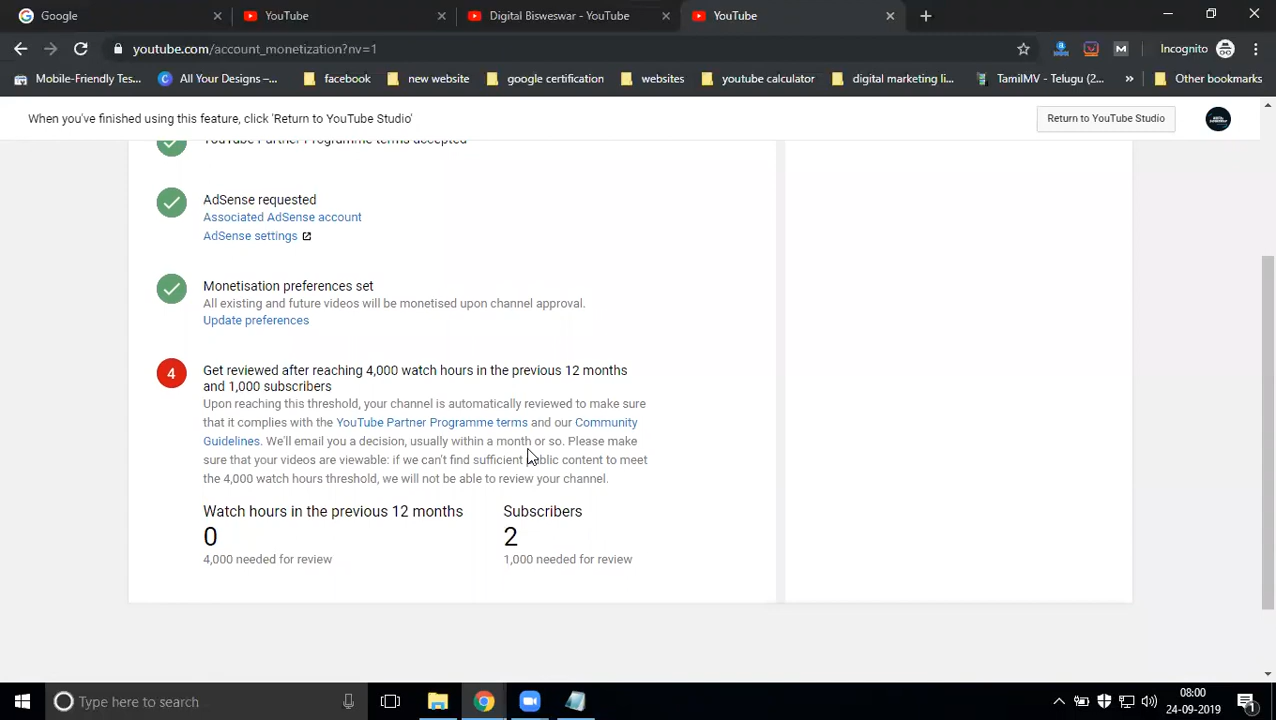 Google
YouTube
Digital Bisweswar - YouTube
YouTube
youtube.com/account_monetization?nv=1
Incognito
Mobile-Friendly Tes...
All Your Designs –...
facebook
new website
google certification
websites
youtube calculator
digital marketing li...
TamilMV - Telugu (2...
Other bookmarks
When you've finished using this feature, click 'Return to YouTube Studio'
Return to YouTube Studio
YouTube Partner Programme terms accepted
AdSense requested
Associated AdSense account
AdSense settings
Monetisation preferences set
All existing and future videos will be monetised upon channel approval.
Update preferences
4
Get reviewed after reaching 4,000 watch hours in the previous 12 months
and 1,000 subscribers
Upon reaching this threshold, your channel is automatically reviewed to make sure
that it complies with the YouTube Partner Programme terms and our Community
Guidelines. We'll email you a decision, usually within a month or so. Please make
sure that your videos are viewable: if we can't find sufficient public content to meet
the 4,000 watch hours threshold, we will not be able to review your channel.
Watch hours in the previous 12 months
0
4,000 needed for review
Subscribers
2
1,000 needed for review
Type here to search
08:00
24-09-2019
1